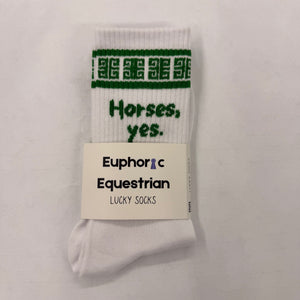 Horses,
yes.
Euphoric
Equestrian
LUCKY SOCKS